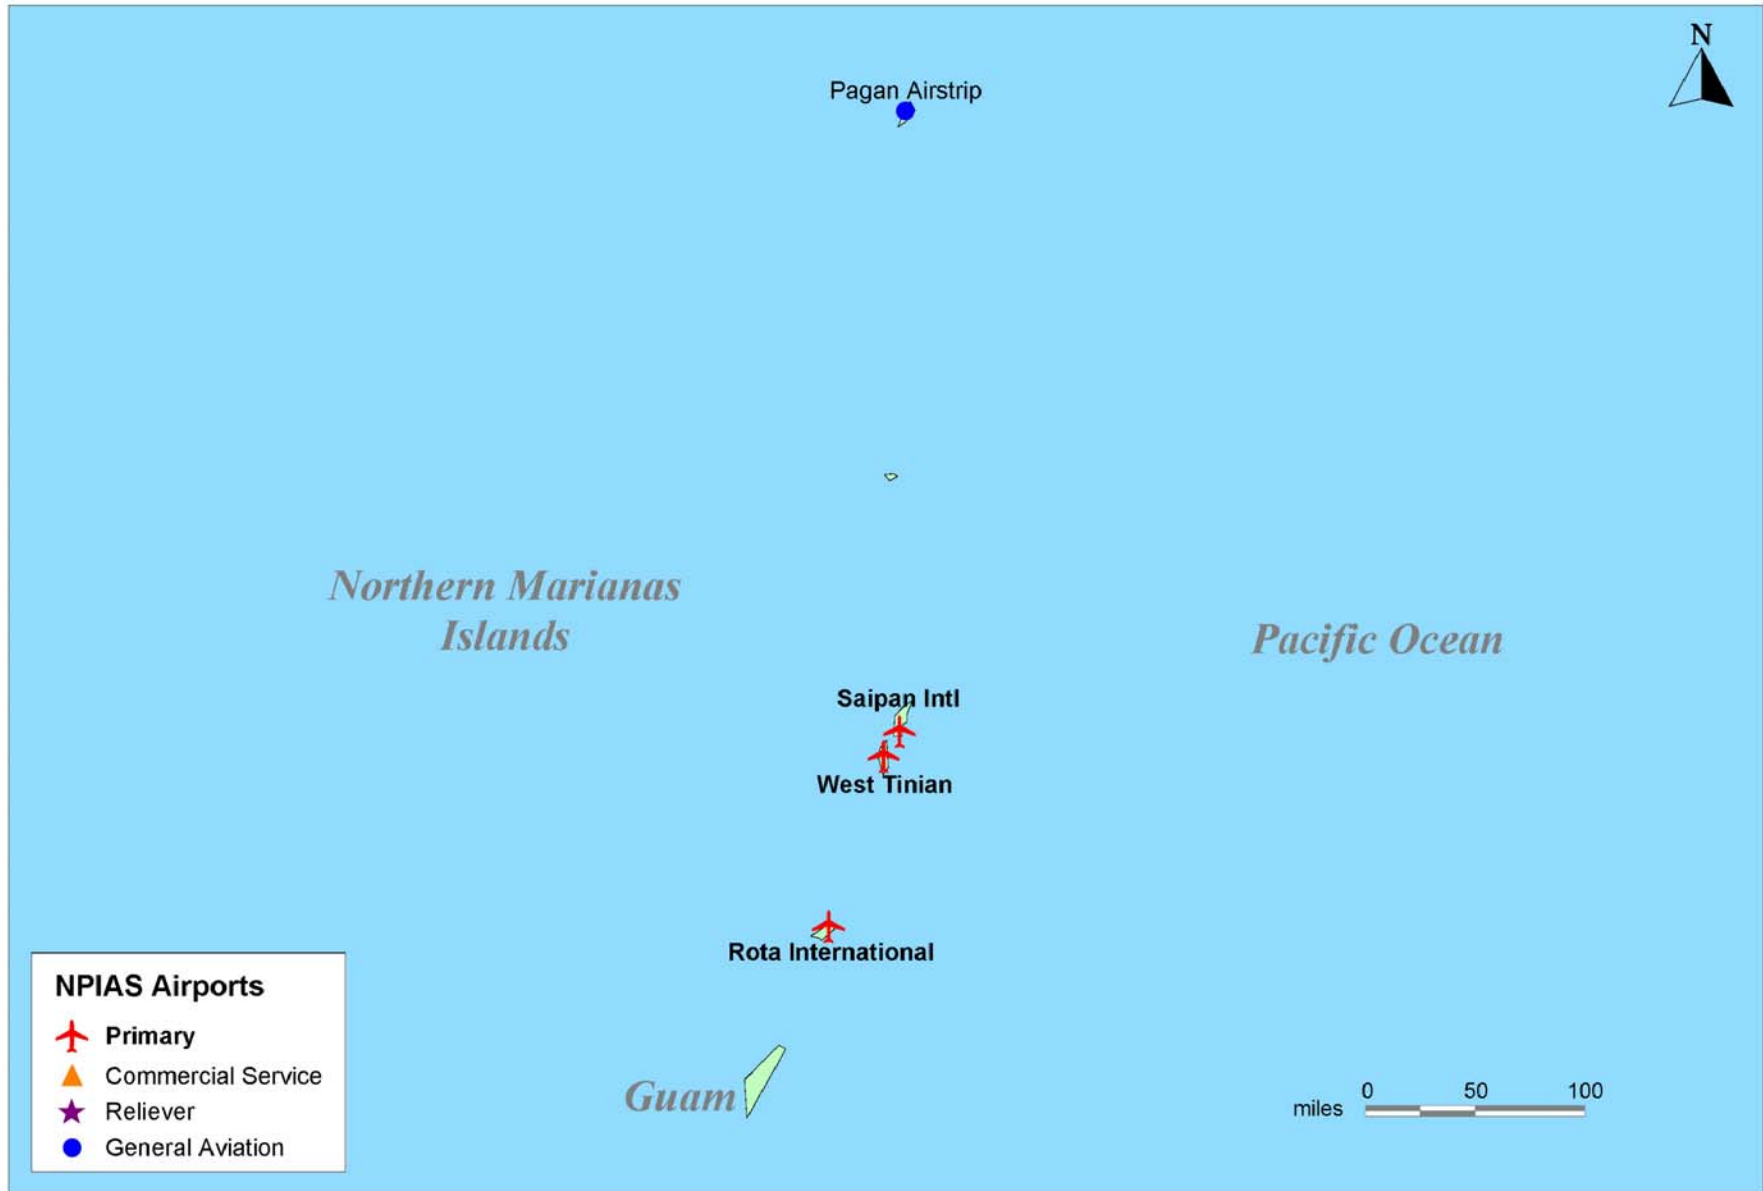 N
Pagan Airstrip
Northern Marianas
Islands
Pacific Ocean
Saipan Intl
West Tinian
Rota International
Guam
NPIAS Airports
Primary
Commercial Service
Reliever
General Aviation
miles 0 50 100